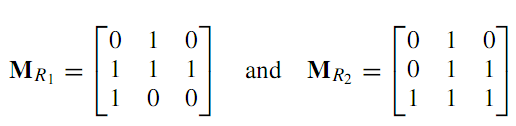 M_{R_1} = [0 1 0; 1 1 1; 1 0 0] and M_{R_2} = [0 1 0; 0 1 1; 1 1 1]